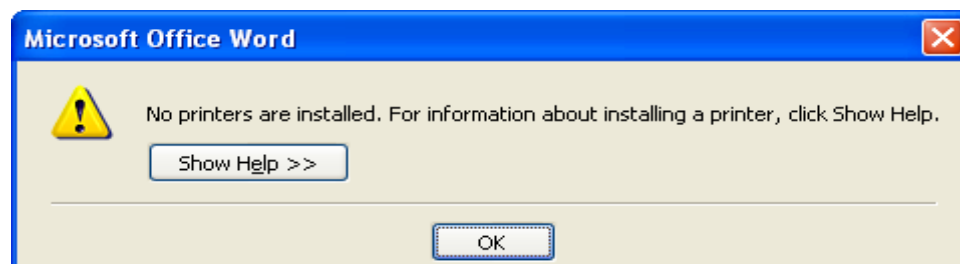 Microsoft Office Word
No printers are installed. For information about installing a printer, click Show Help.
Show Help >>
OK